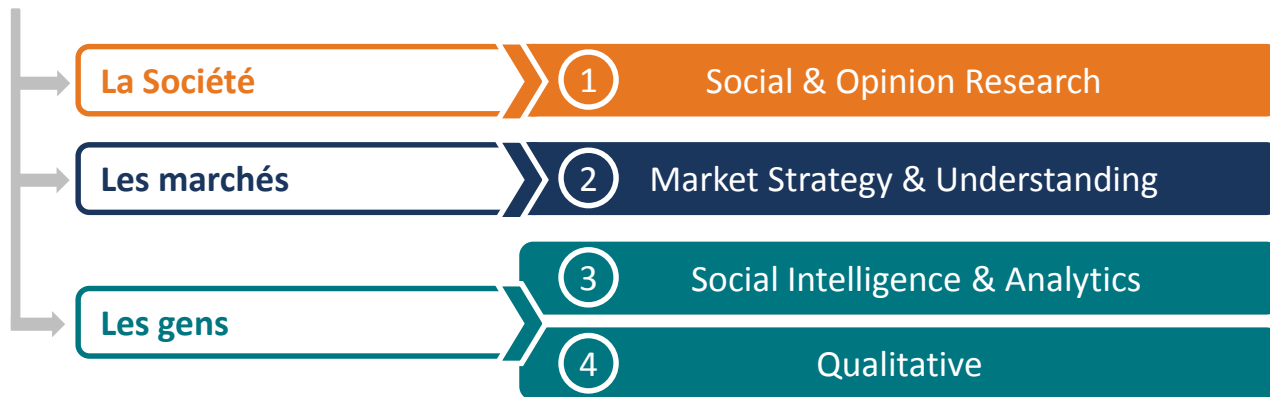 La Société
1 Social & Opinion Research
Les marchés
2 Market Strategy & Understanding
Les gens
3 Social Intelligence & Analytics
4 Qualitative